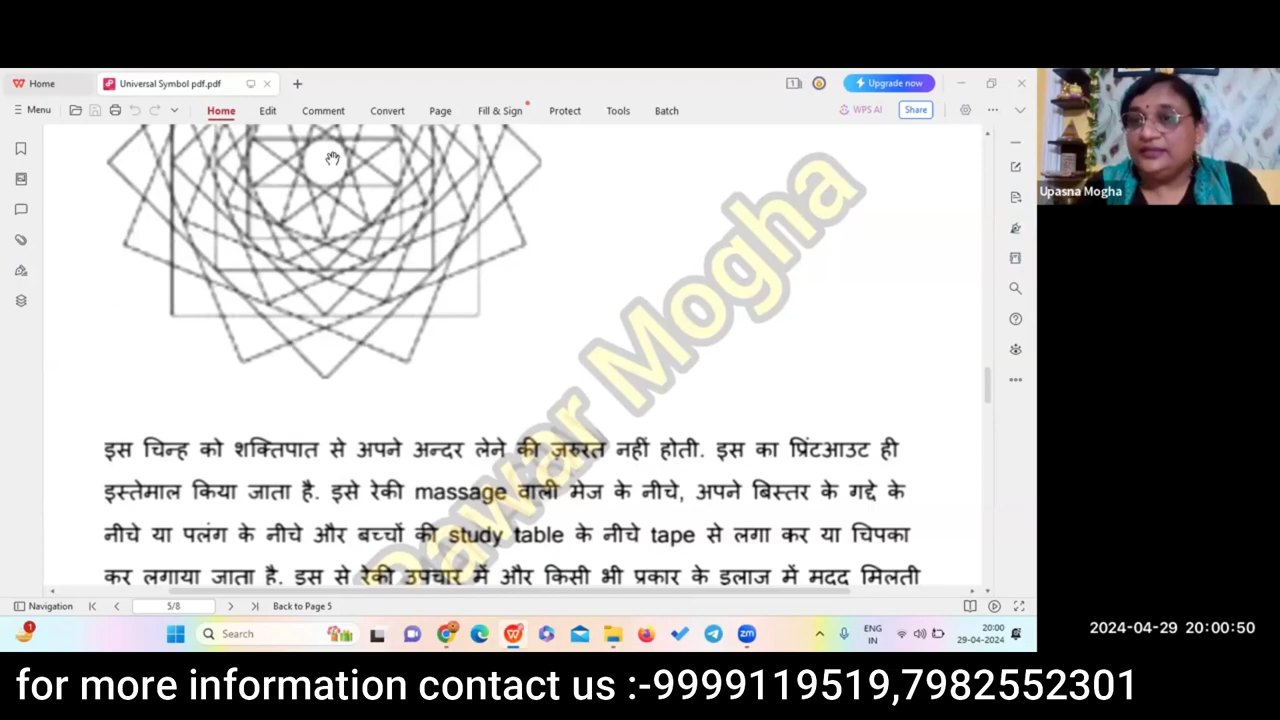 Home
Universal Symbol pdf.pdf
Upgrade now
Menu
Home Edit Comment Convert Page Fill & Sign Protect Tools Batch
WPS AI
Share
Upasna Mogha
Pawar Mogha
इस चिन्ह को शक्तिपात से अपने अन्दर लेने की ज़रुरत नहीं होती. इस का प्रिंटआउट ही
इस्तेमाल किया जाता है. इसे रेकी massage वाली मेज के नीचे, अपने बिस्तर के गद्दे के
नीचे या पलंग के नीचे और बच्चों की study table के नीचे tape से लगा कर या चिपका
कर लगाया जाता है. इस से रेकी उपचार में और किसी भी प्रकार के इलाज में मदद मिलती
Navigation
5/8
Back to Page 5
1
Search
zm
ENG
IN
20:00
29-04-2024
2024-04-29 20:00:50
for more information contact us :-9999119519,7982552301